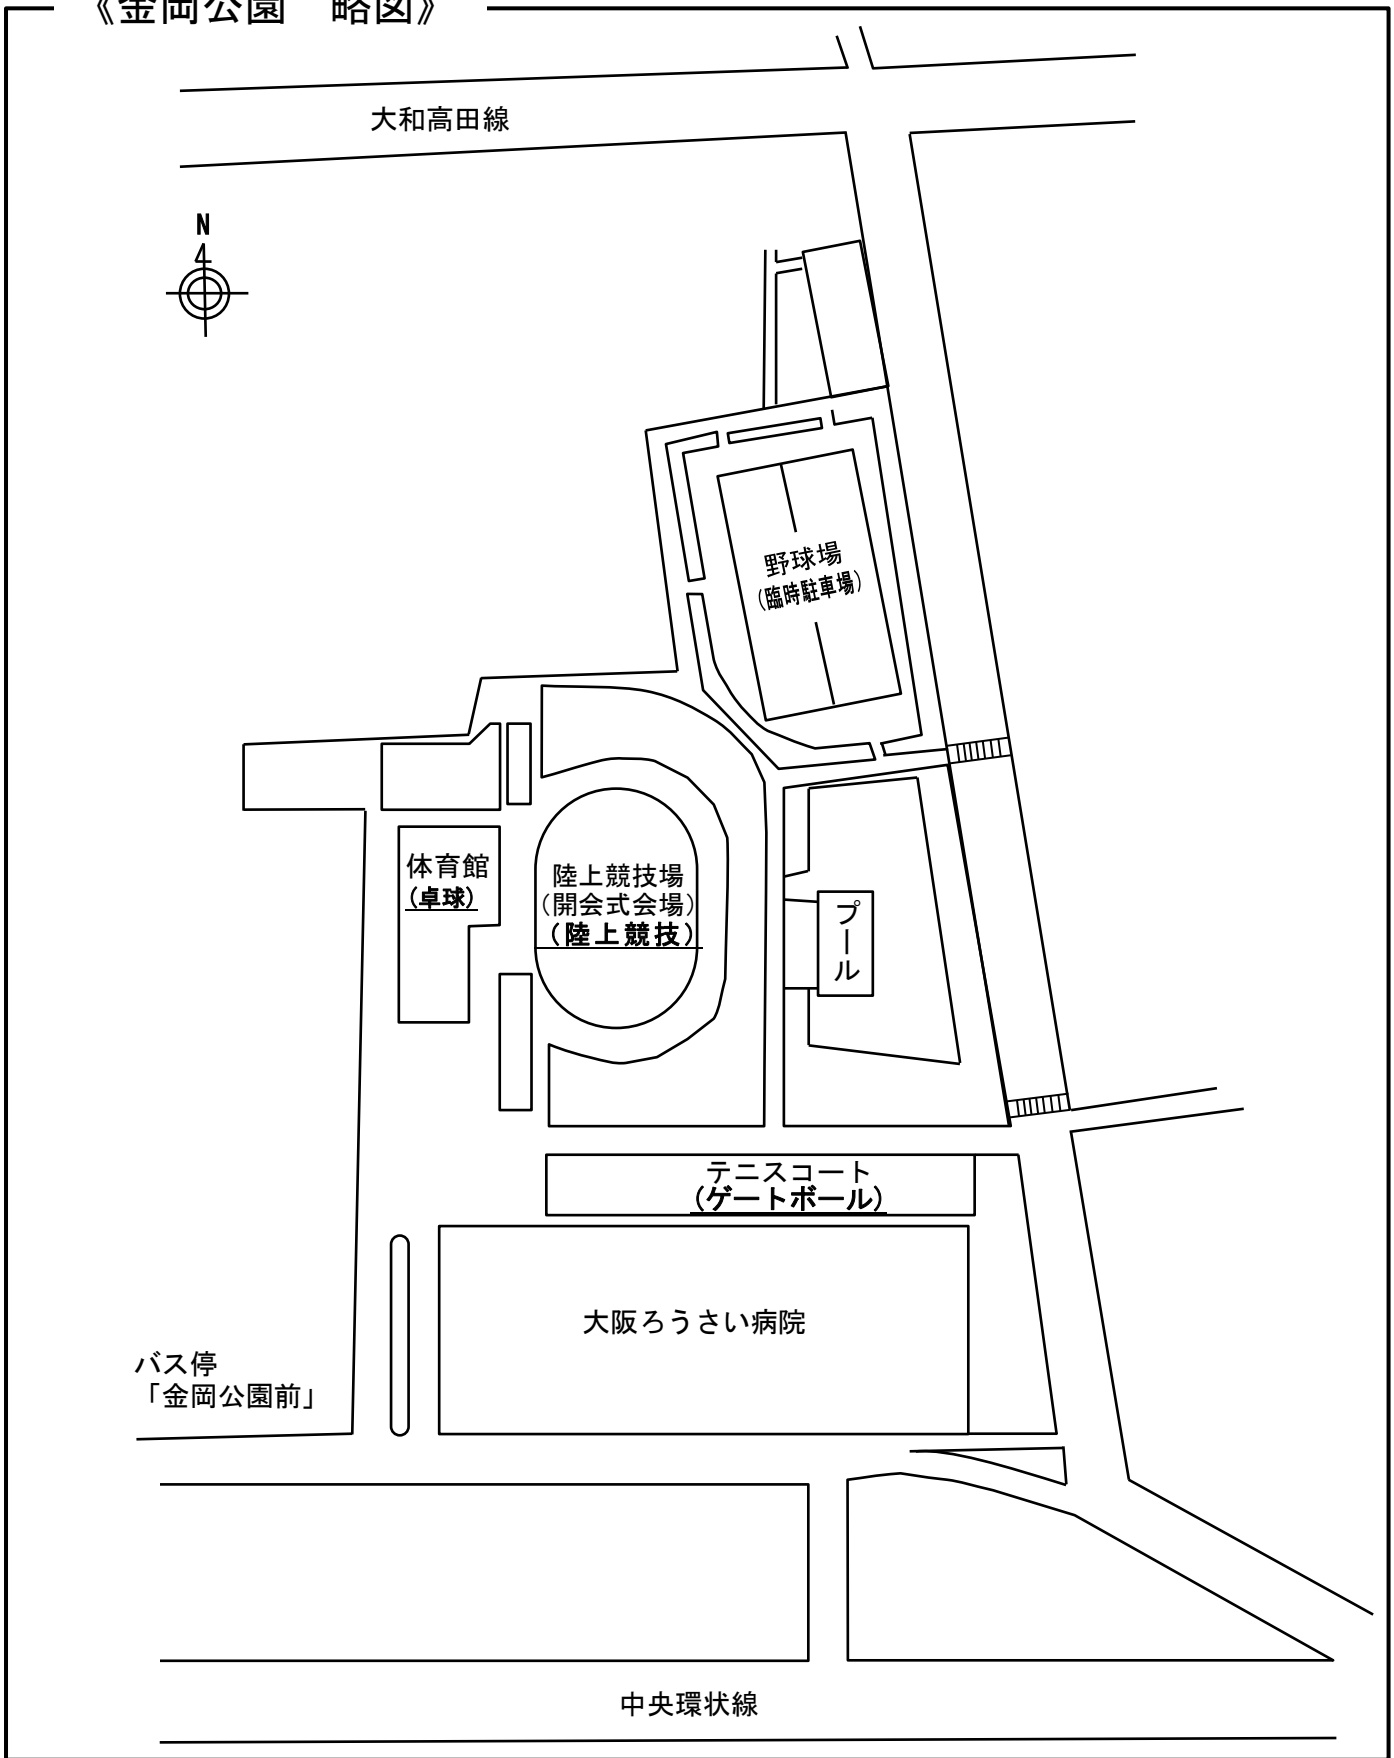 《金岡公園　略図》
大和高田線
N
野球場
(臨時駐車場)
体育館
(卓球)
陸上競技場
(開会式会場)
(陸上競技)
プール
テニスコート
(ゲートボール)
大阪ろうさい病院
バス停
「金岡公園前」
中央環状線